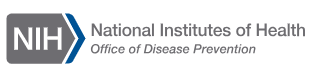 NIH National Institutes of Health
Office of Disease Prevention